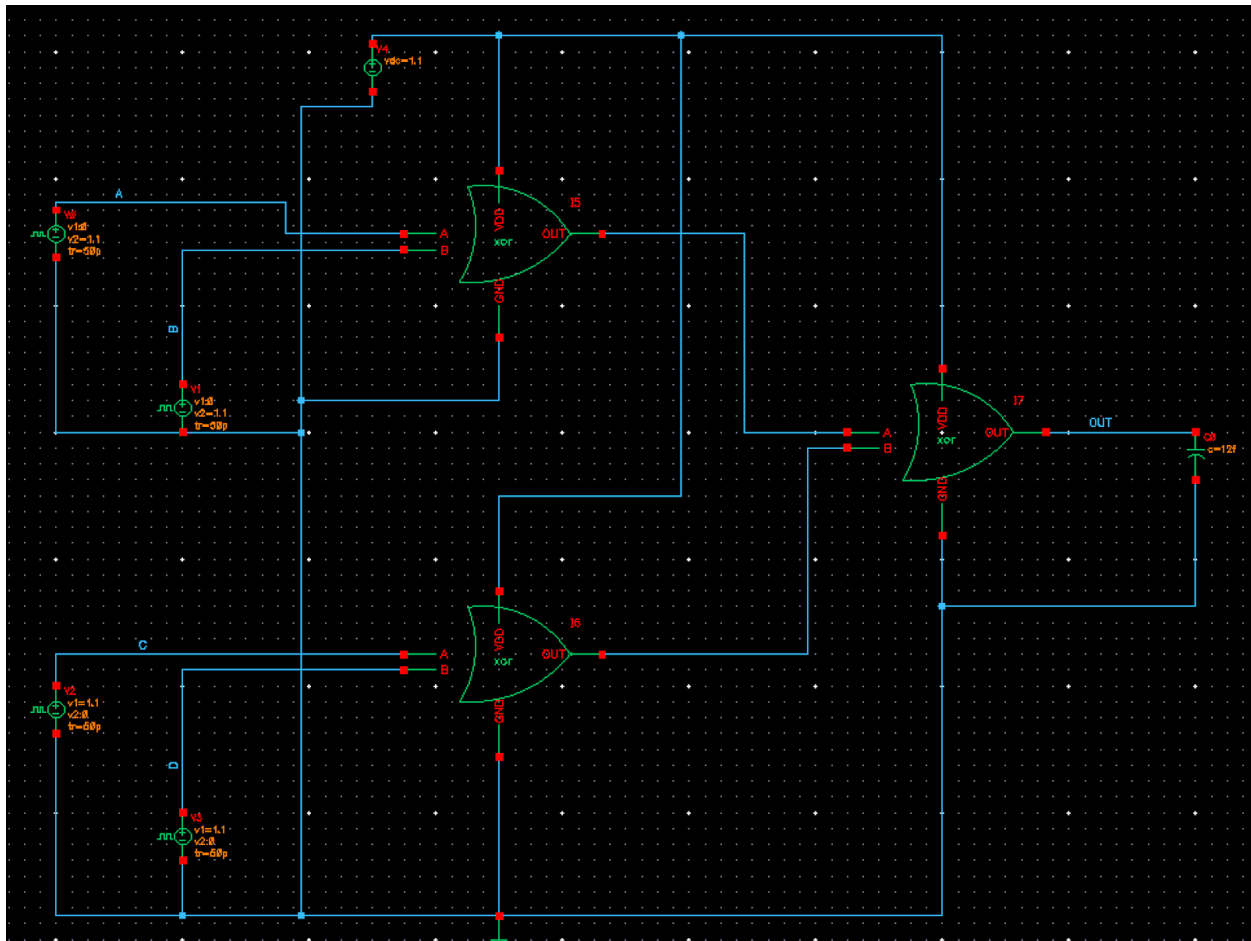 V4
vdc=1.1
A
V0
v1:0
v2=1.1
tr=50p
I5
VDD
A
B
xor
OUT
GND
B
V1
v1:0
v2=1.1
tr=50p
I7
VDD
A
B
xor
OUT
GND
OUT
C0
c=12f
I6
VDD
A
B
xor
OUT
GND
C
V2
v1=1.1
v2:0
tr=50p
D
V3
v1=1.1
v2:0
tr=50p